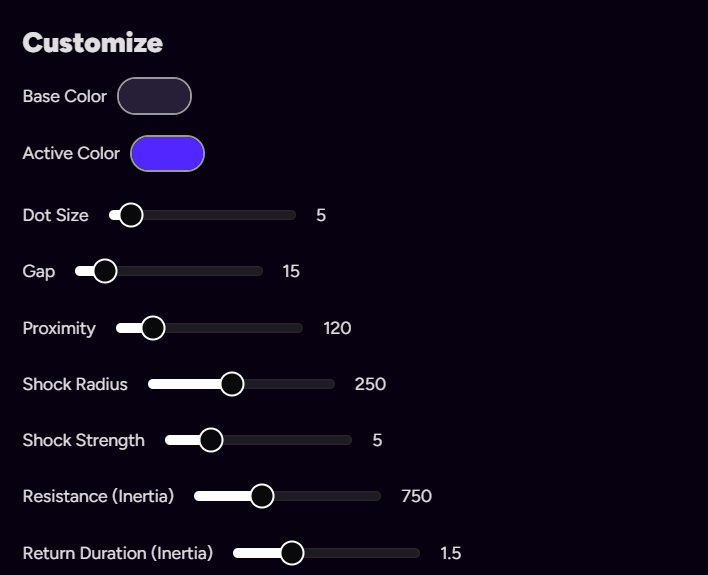 Customize
Base Color
Active Color
Dot Size 5
Gap 15
Proximity 120
Shock Radius 250
Shock Strength 5
Resistance (Inertia) 750
Return Duration (Inertia) 1.5